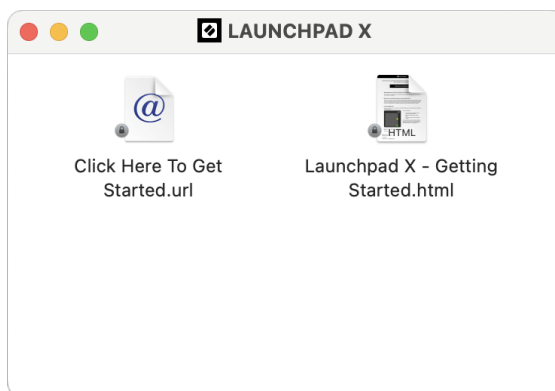 LAUNCHPAD X
Click Here To Get
Started.url
HTML
Launchpad X - Getting
Started.html